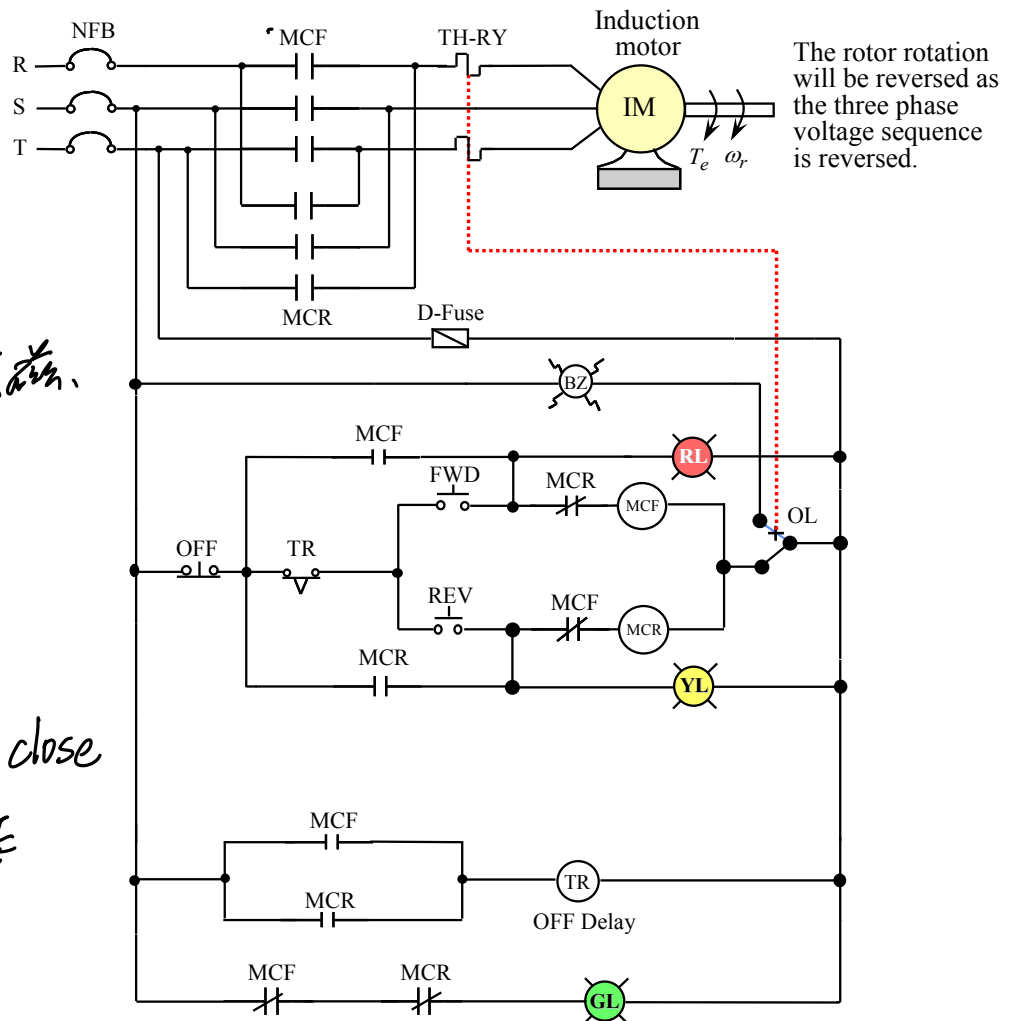 NFB
MCF
TH-RY
Induction
motor
The rotor rotation
will be reversed as
the three phase
voltage sequence
is reversed.
R
S
T
IM
T_e ω_r
MCR
D-Fuse
BZ
MCF
RL
FWD
MCR
MCF
OL
OFF
TR
REV
MCF
MCR
MCR
YL
close
MCF
MCR
TR
OFF Delay
MCF
MCR
GL